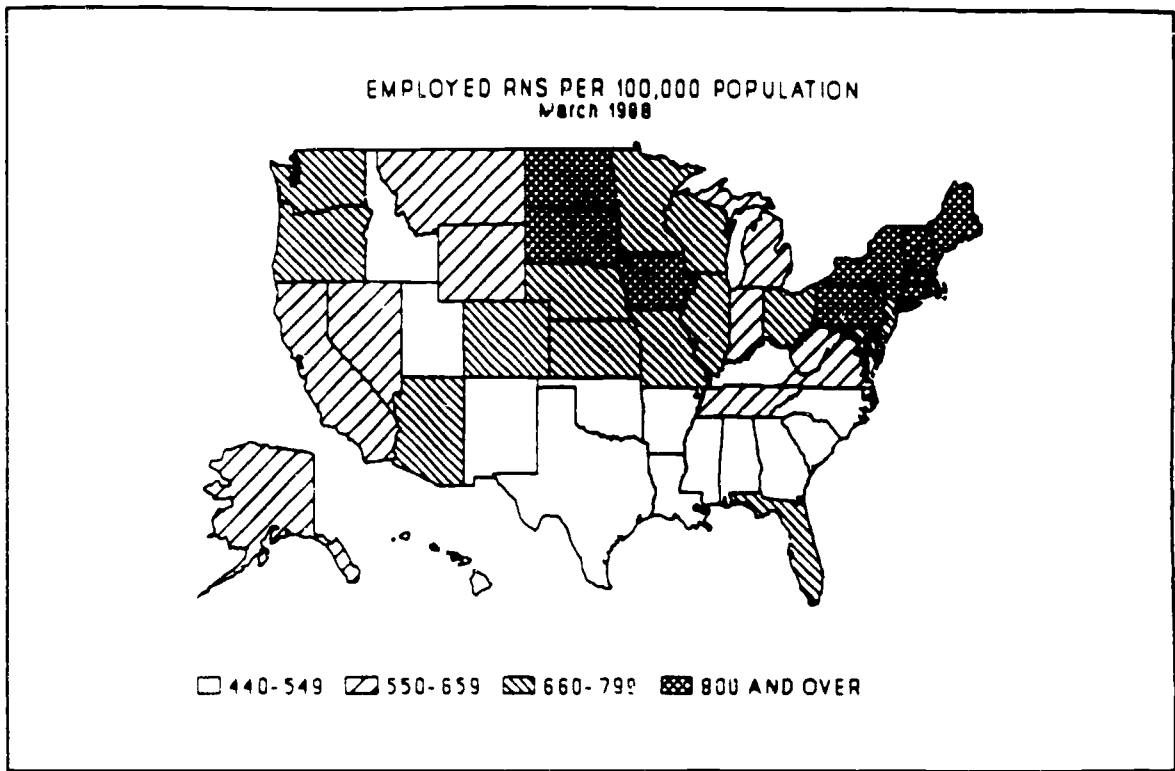 EMPLOYED RNS PER 100,000 POPULATION
March 1988
440-549 550-659 660-799 800 AND OVER